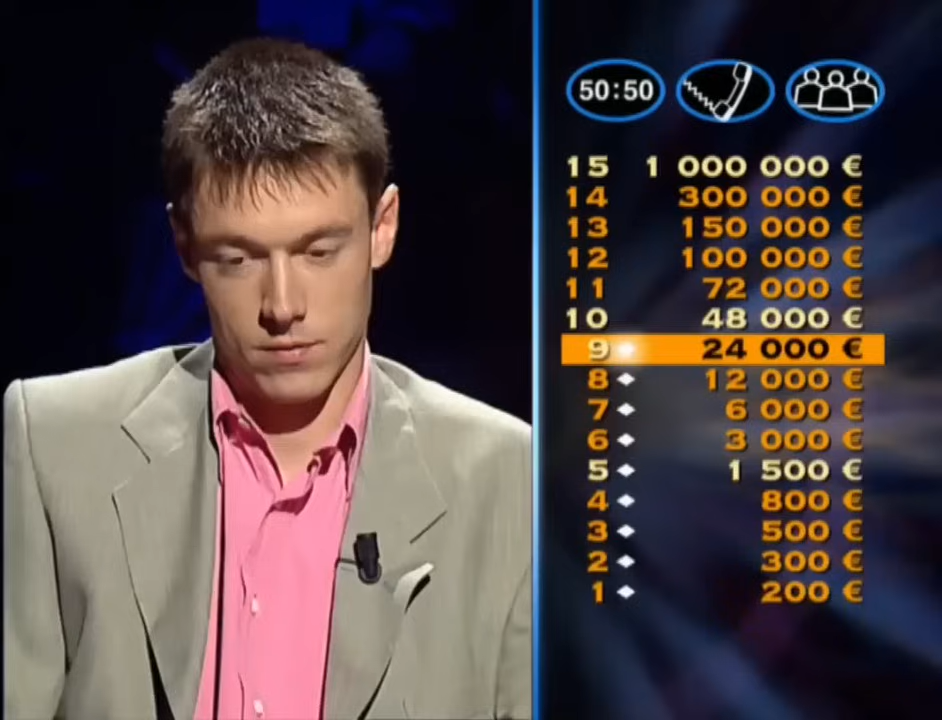 50:50
15 1 000 000 €
14 300 000 €
13 150 000 €
12 100 000 €
11 72 000 €
10 48 000 €
9 24 000 €
8 12 000 €
7 6 000 €
6 3 000 €
5 1 500 €
4 800 €
3 500 €
2 300 €
1 200 €